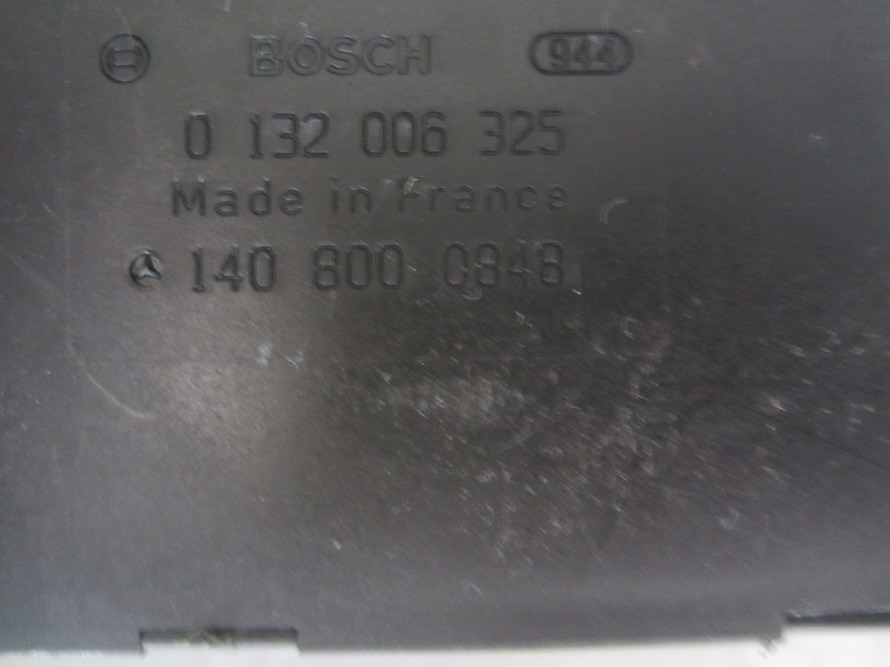 BOSCH 944
0 132 006 325
Made in France
140 800 0848